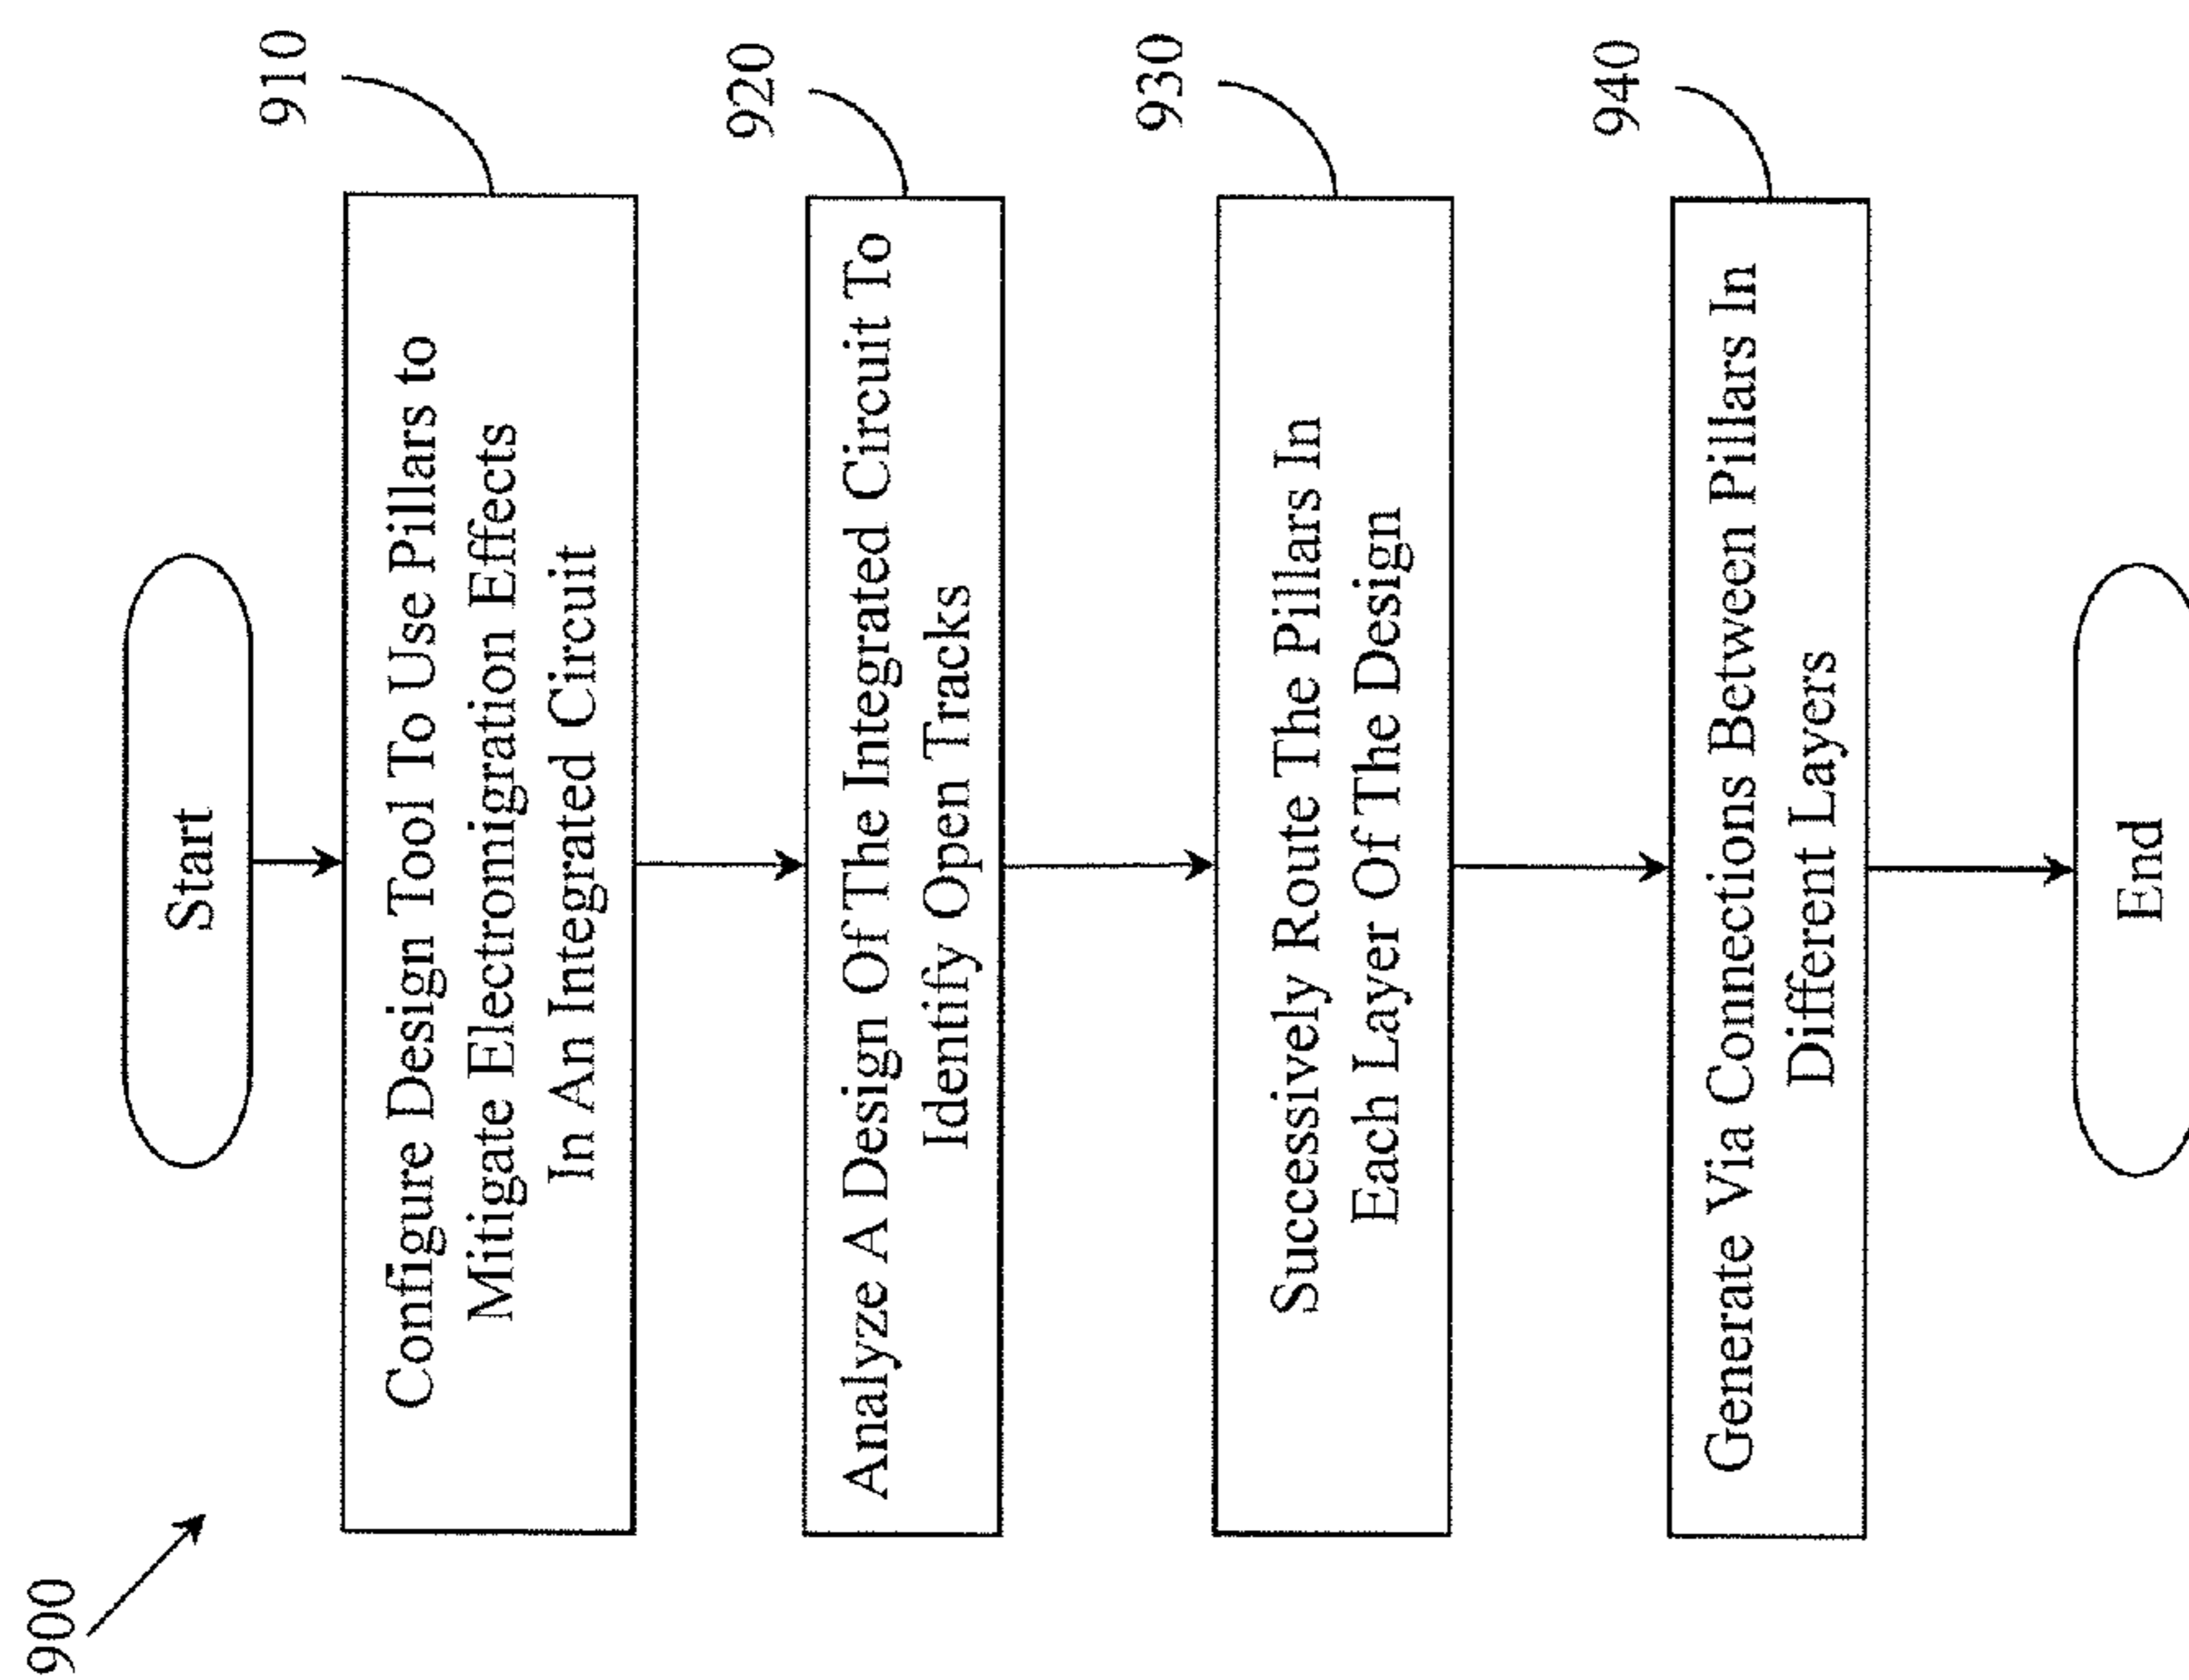 900
Start
910
Configure Design Tool To Use Pillars to
Mitigate Electromigration Effects
In An Integrated Circuit
920
Analyze A Design Of The Integrated Circuit To
Identify Open Tracks
930
Successively Route The Pillars In
Each Layer Of The Design
940
Generate Via Connections Between Pillars In
Different Layers
End